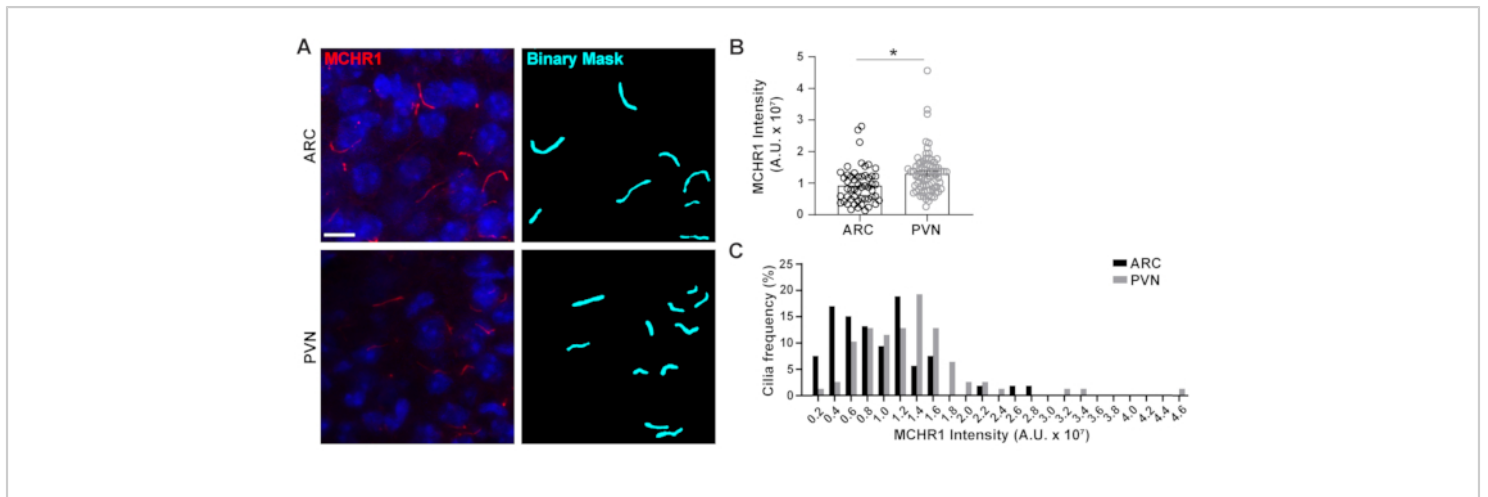 A
MCHR1
Binary Mask
ARC
PVN
B
*
MCHR1 Intensity
(A.U. x 10⁷)
5
4
3
2
1
0
ARC
PVN
C
ARC
PVN
Cilia frequency (%)
25
20
15
10
5
0
0.2 0.4 0.6 0.8 1.0 1.2 1.4 1.6 1.8 2.0 2.2 2.4 2.6 2.8 3.0 3.2 3.4 3.6 3.8 4.0 4.2 4.4 4.6
MCHR1 Intensity (A.U. x 10⁷)